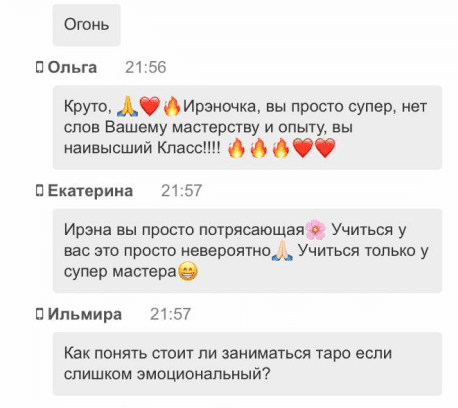 Огонь
Ольга 21:56
Круто, 🙏❤️🔥Ирэночка, вы просто супер, нет
слов Вашему мастерству и опыту, вы
наивысший Класс!!!! 🔥🔥🔥❤️❤️
Екатерина 21:57
Ирэна вы просто потрясающая🌸 Учиться у
вас это просто невероятно🙏🏻 Учиться только у
супер мастера😁
Ильмира 21:57
Как понять стоит ли заниматься таро если
слишком эмоциональный?